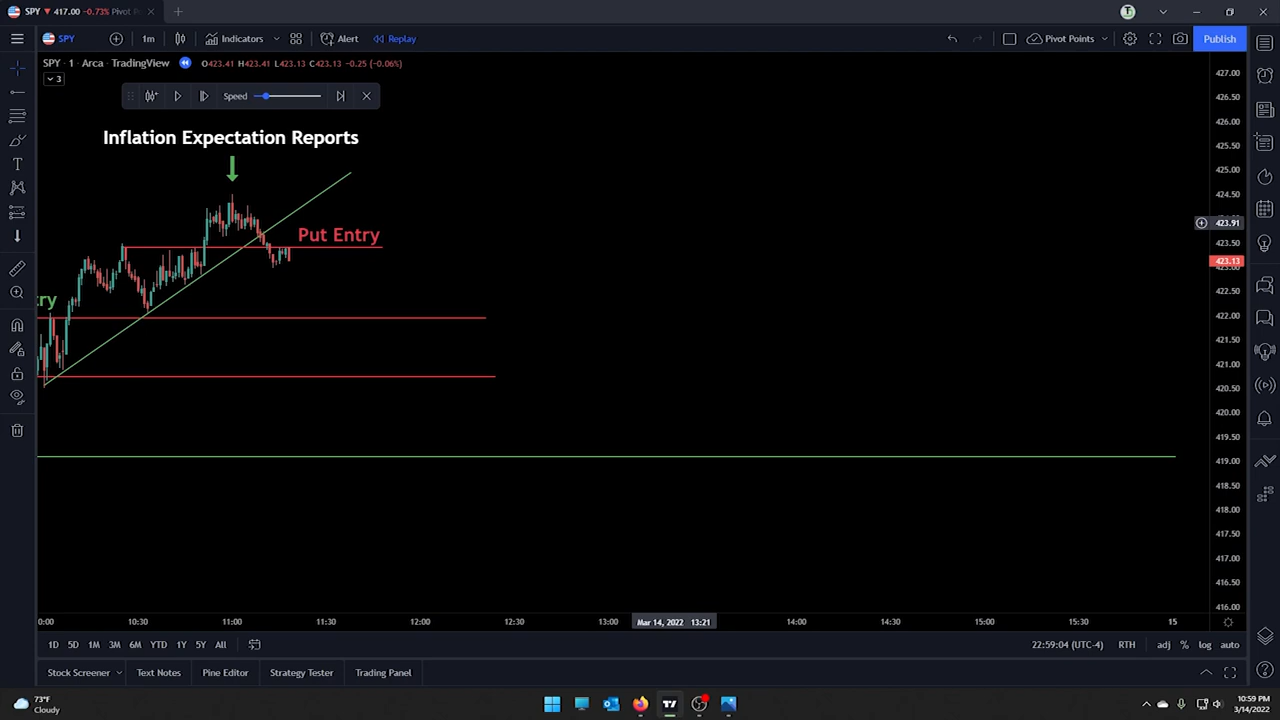 SPY 417.00 -0.73% Pivot P
SPY 1m Indicators Alert Replay Pivot Points Publish
SPY · 1 · Arca · TradingView O423.41 H423.41 L423.13 C423.13 -0.25 (-0.06%)
3
Speed
Inflation Expectation Reports
Put Entry
ry
427.00
426.50
426.00
425.50
425.00
424.50
423.91
423.50
423.13
423.00
422.50
422.00
421.50
421.00
420.50
420.00
419.50
419.00
418.50
418.00
417.50
417.00
416.50
416.00
0:00 10:30 11:00 11:30 12:00 12:30 13:00 Mar 14, 2022 13:21 14:00 14:30 15:00 15:30 15
1D 5D 1M 3M 6M YTD 1Y 5Y All 22:59:04 (UTC-4) RTH adj % log auto
Stock Screener Text Notes Pine Editor Strategy Tester Trading Panel
73°F
Cloudy
10:59 PM
3/14/2022